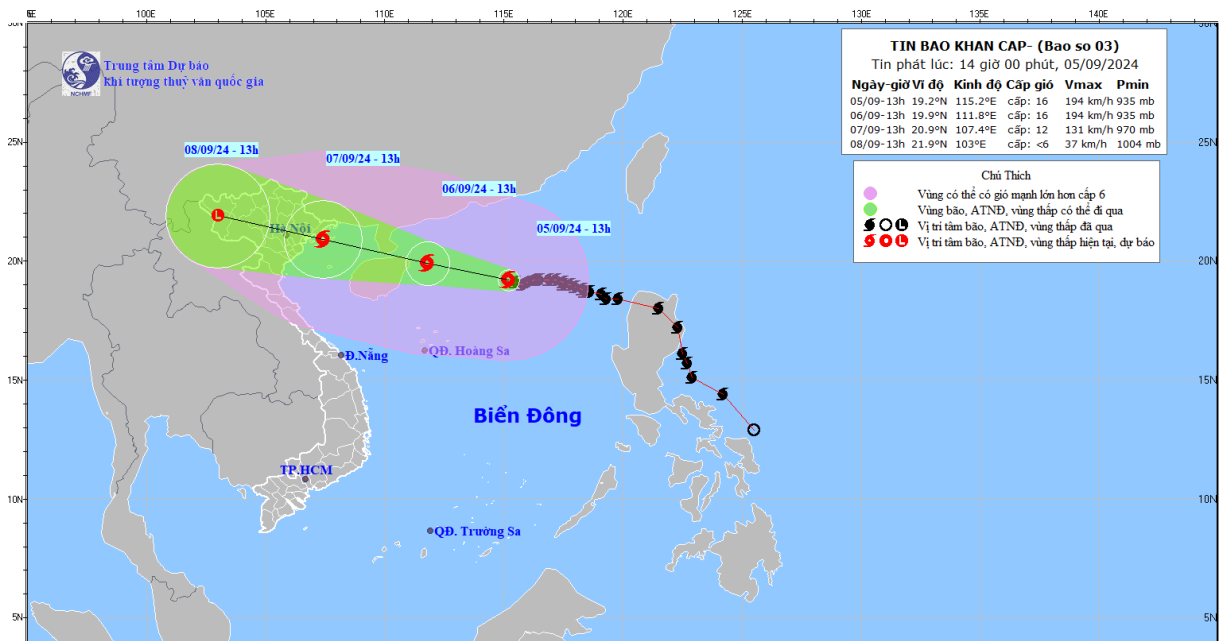 100E 105E 110E 115E 120E 125E 130E 135E 140E
TIN BAO KHAN CAP- (Bao so 03)
Tin phát lúc: 14 giờ 00 phút, 05/09/2024
Ngày-giờ Vĩ độ Kinh độ Cấp gió Vmax Pmin
05/09-13h 19.2°N 115.2°E cấp: 16 194 km/h 935 mb
06/09-13h 19.9°N 111.8°E cấp: 16 194 km/h 935 mb
07/09-13h 20.9°N 107.4°E cấp: 12 131 km/h 970 mb
08/09-13h 21.9°N 103°E cấp: <6 37 km/h 1004 mb
Trung tâm Dự báo
khí tượng thuỷ văn quốc gia
NCHMF
25N 25N
08/09/24 - 13h
07/09/24 - 13h
06/09/24 - 13h
05/09/24 - 13h
Chú Thích
Vùng có thể có gió mạnh lớn hơn cấp 6
Vùng bão, ATNĐ, vùng thấp có thể đi qua
L Vị trí tâm bão, ATNĐ, vùng thấp đã qua
L Vị trí tâm bão, ATNĐ, vùng thấp hiện tại, dự báo
L
Hà Nội
20N 20N
QĐ. Hoàng Sa
Đ.Nẵng
15N 15N
Biển Đông
TP.HCM
10N 10N
QĐ. Trường Sa
5N 5N